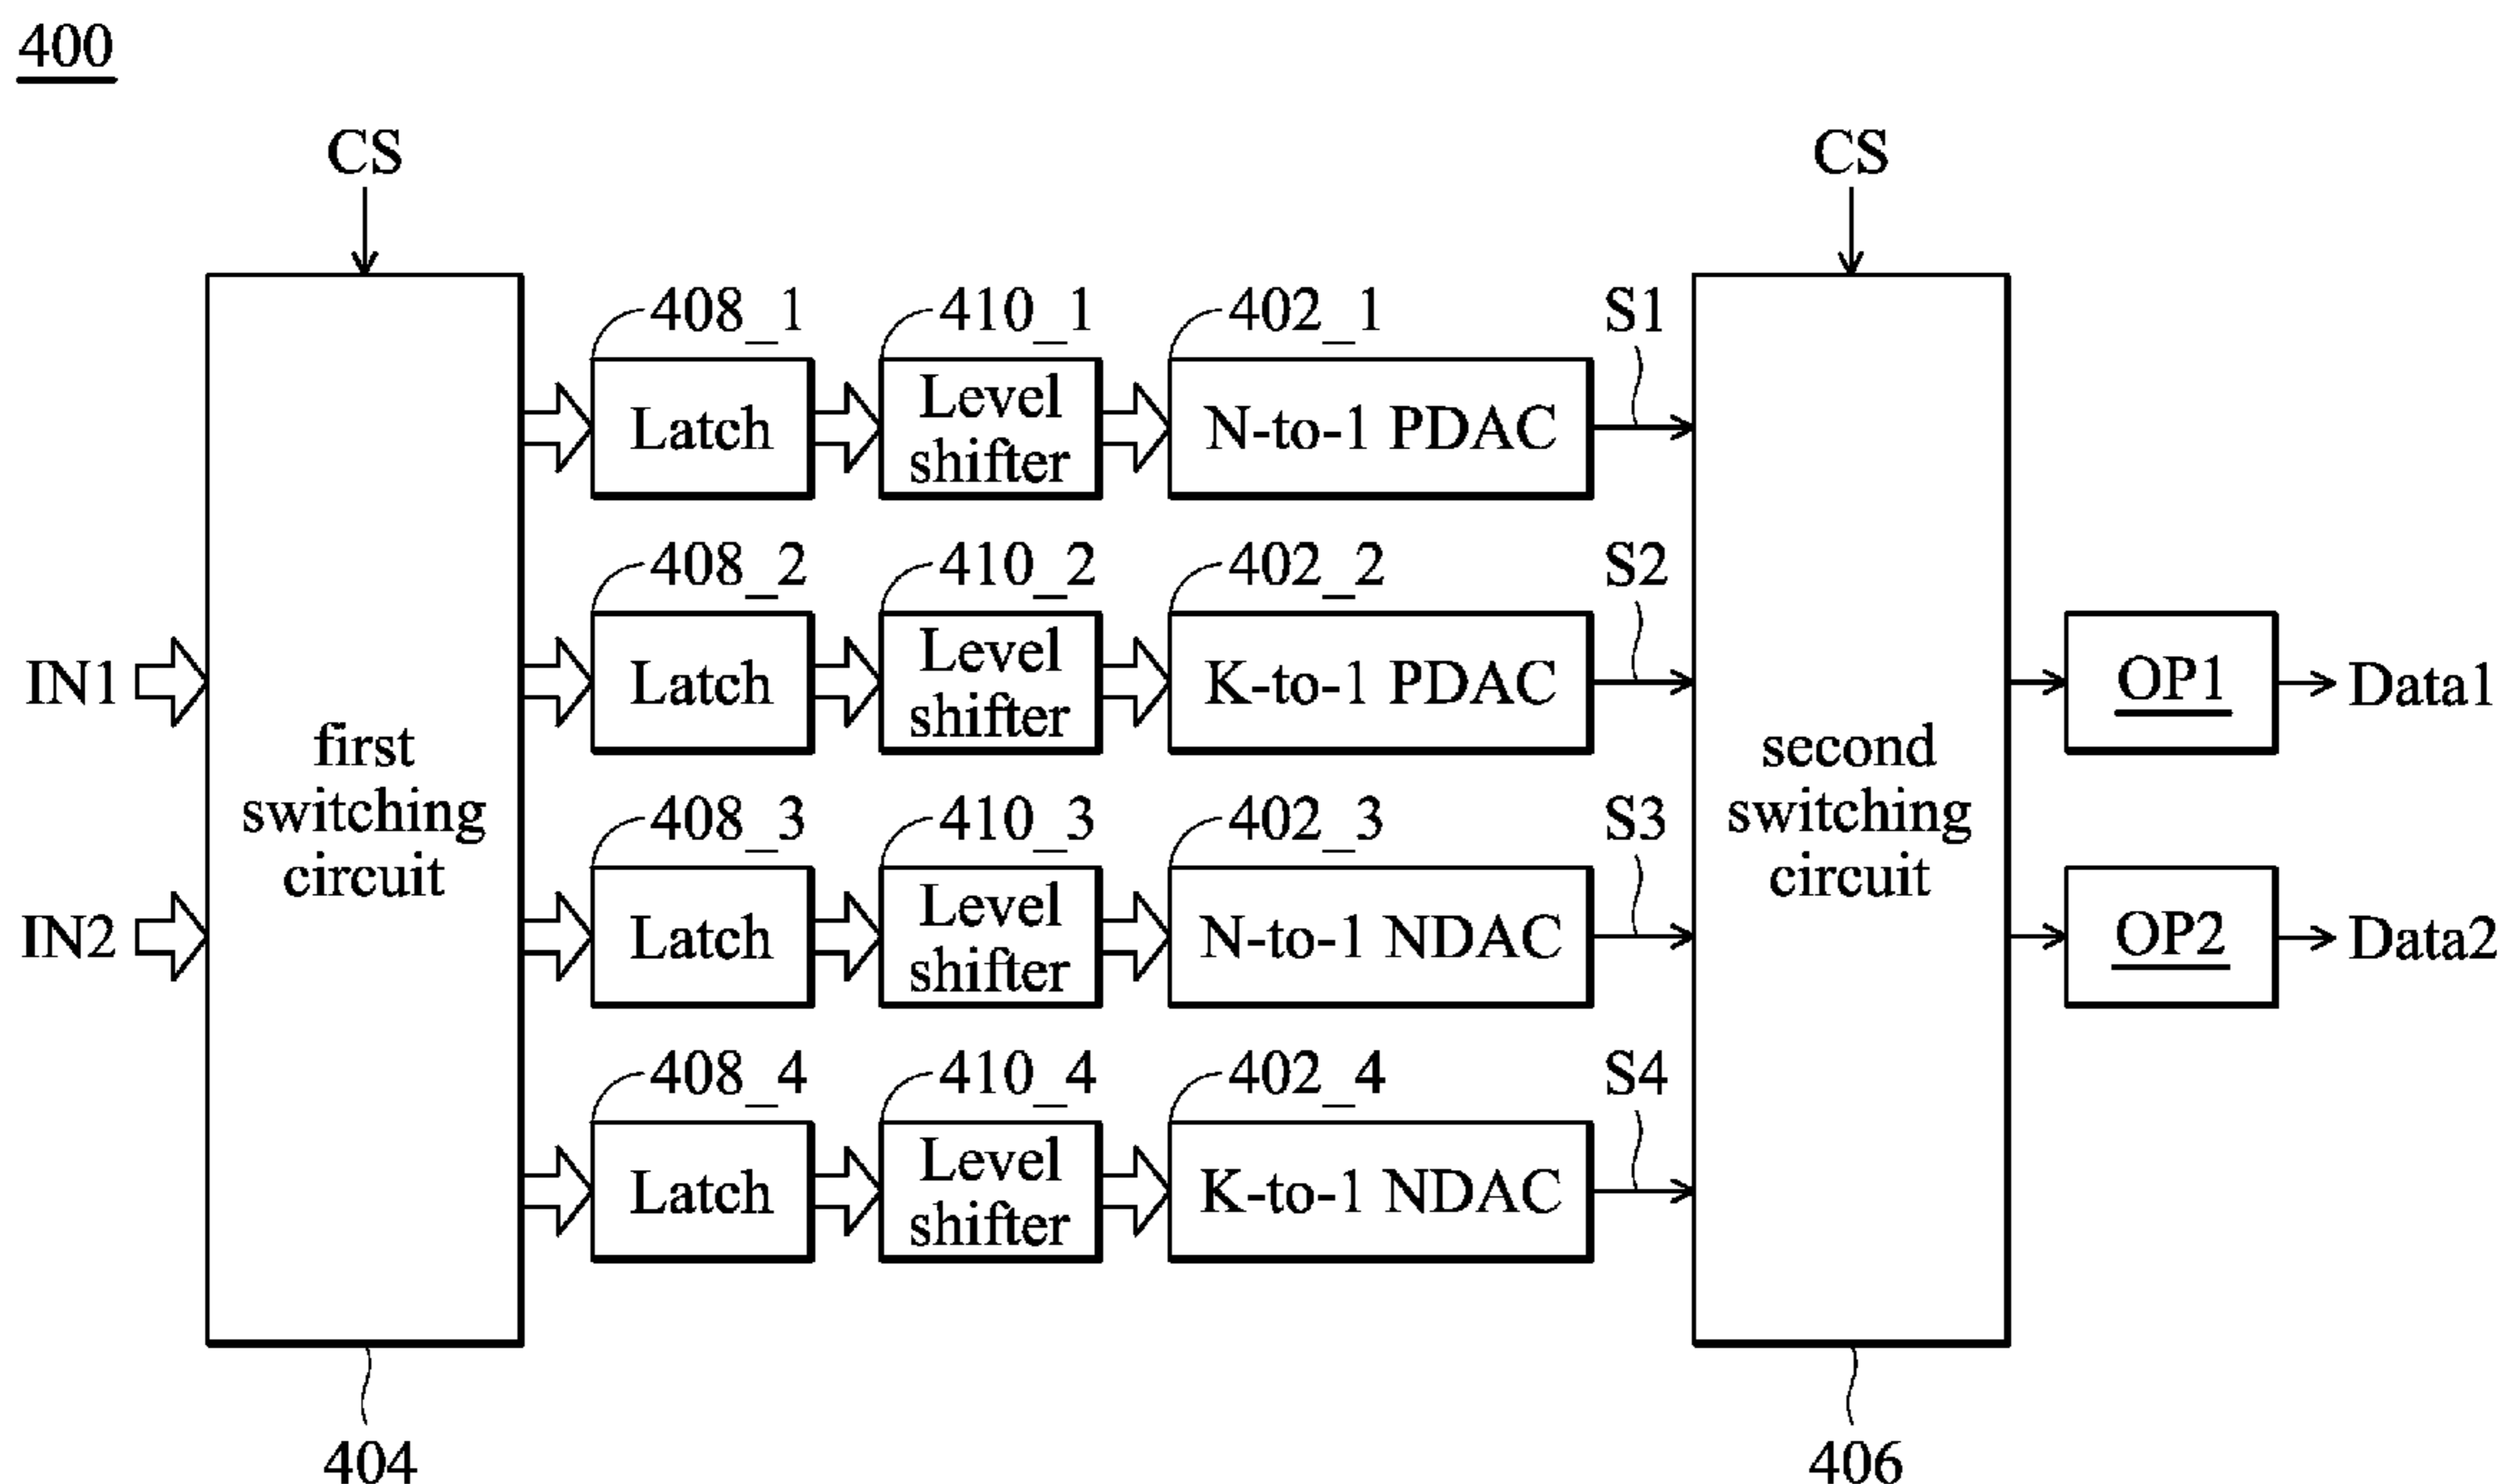 400
CS
CS
408_1
410_1
402_1
S1
Latch
Level
shifter
N-to-1 PDAC
408_2
410_2
402_2
S2
IN1
Latch
Level
shifter
K-to-1 PDAC
OP1
Data1
first
switching
circuit
second
switching
circuit
408_3
410_3
402_3
S3
IN2
Latch
Level
shifter
N-to-1 NDAC
OP2
Data2
408_4
410_4
402_4
S4
Latch
Level
shifter
K-to-1 NDAC
404
406